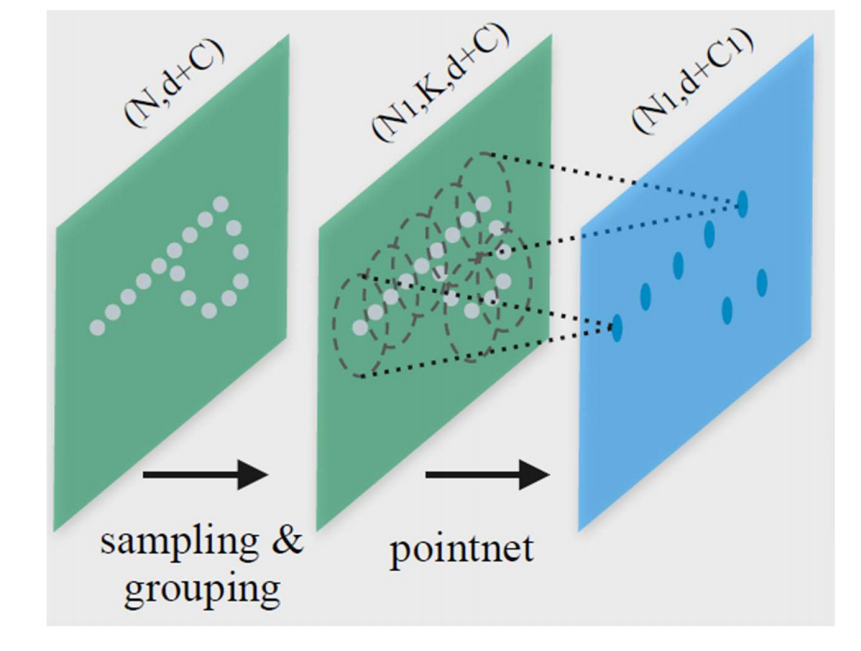 (N,d+C)
(N1,K,d+C)
(N1,d+C1)
sampling &
grouping
pointnet